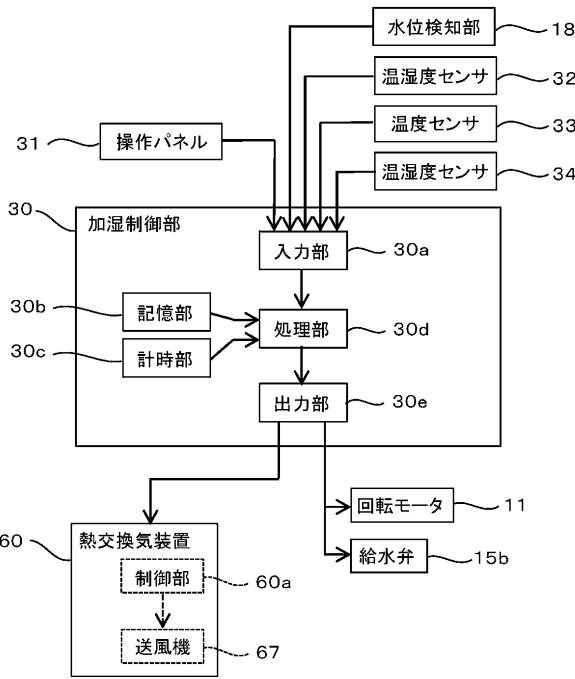 水位検知部
18
温湿度センサ
32
温度センサ
33
操作パネル
31
温湿度センサ
34
30
加湿制御部
入力部
30a
30b
記憶部
処理部
30d
30c
計時部
出力部
30e
回転モータ
11
60
熱交換気装置
給水弁
15b
制御部
60a
送風機
67